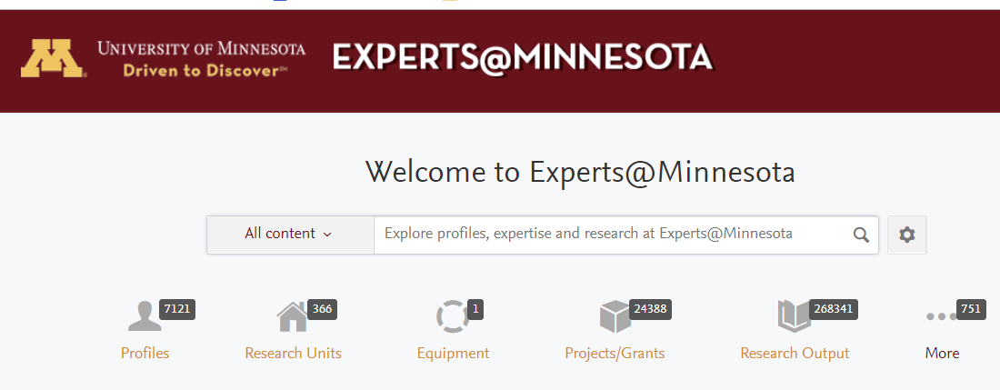 UNIVERSITY OF MINNESOTA
Driven to Discover℠
EXPERTS@MINNESOTA
Welcome to Experts@Minnesota
All content
Explore profiles, expertise and research at Experts@Minnesota
7121
Profiles
366
Research Units
1
Equipment
24388
Projects/Grants
268341
Research Output
751
More